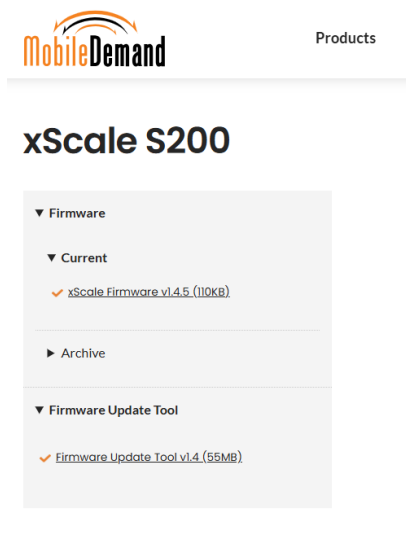 MobileDemand
Products
xScale S200
Firmware
Current
xScale Firmware v1.4.5 (110KB)
Archive
Firmware Update Tool
Firmware Update Tool v1.4 (55MB)